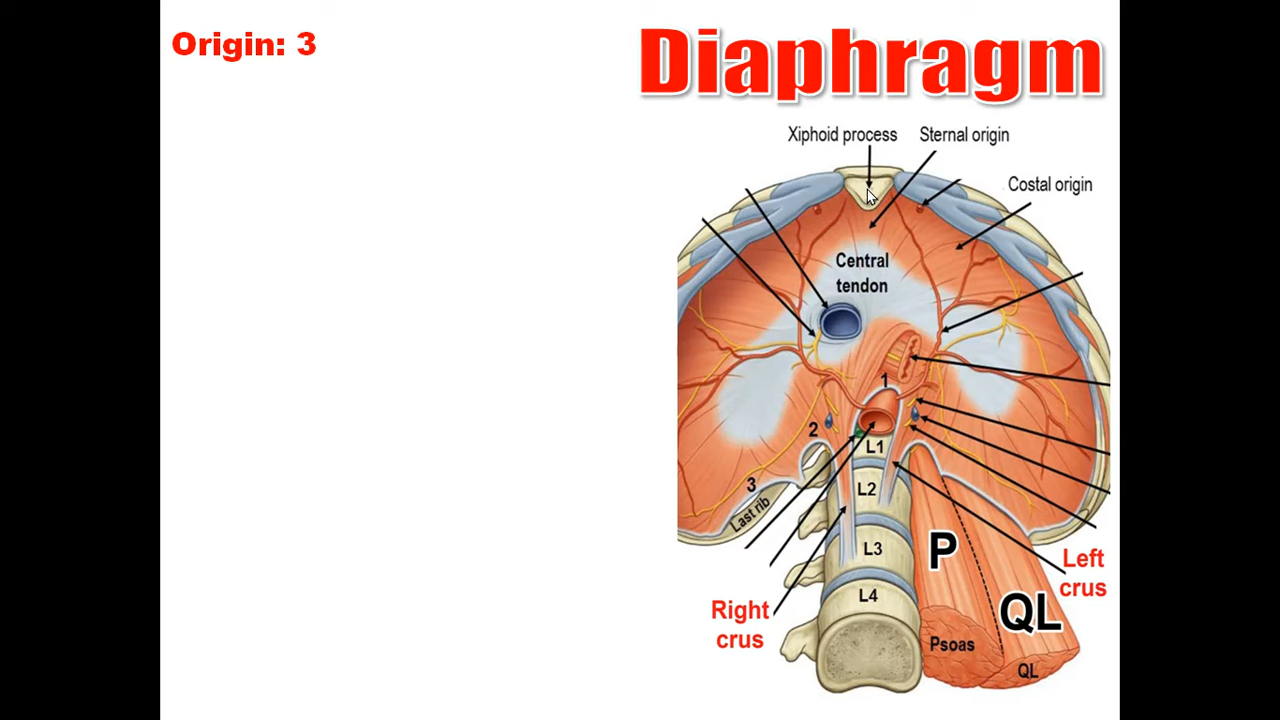 Origin: 3
Diaphragm
Xiphoid process
Sternal origin
Costal origin
Central
tendon
1
2
L1
3
Last rib
L2
L3
P
Left
crus
L4
Right
crus
QL
Psoas
QL